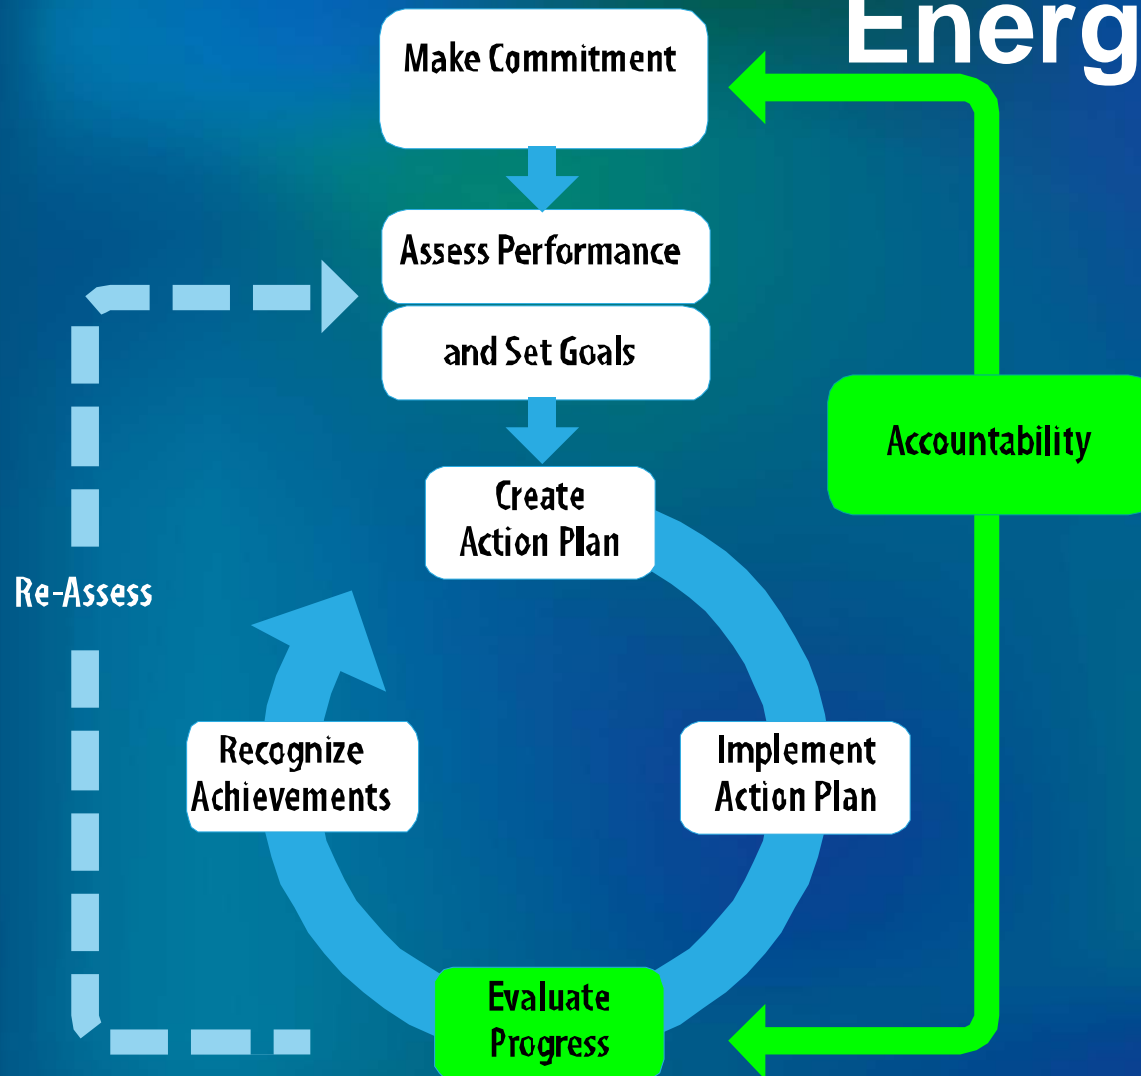 Energ
Make Commitment
Assess Performance
and Set Goals
Create
Action Plan
Accountability
Re-Assess
Recognize
Achievements
Implement
Action Plan
Evaluate
Progress